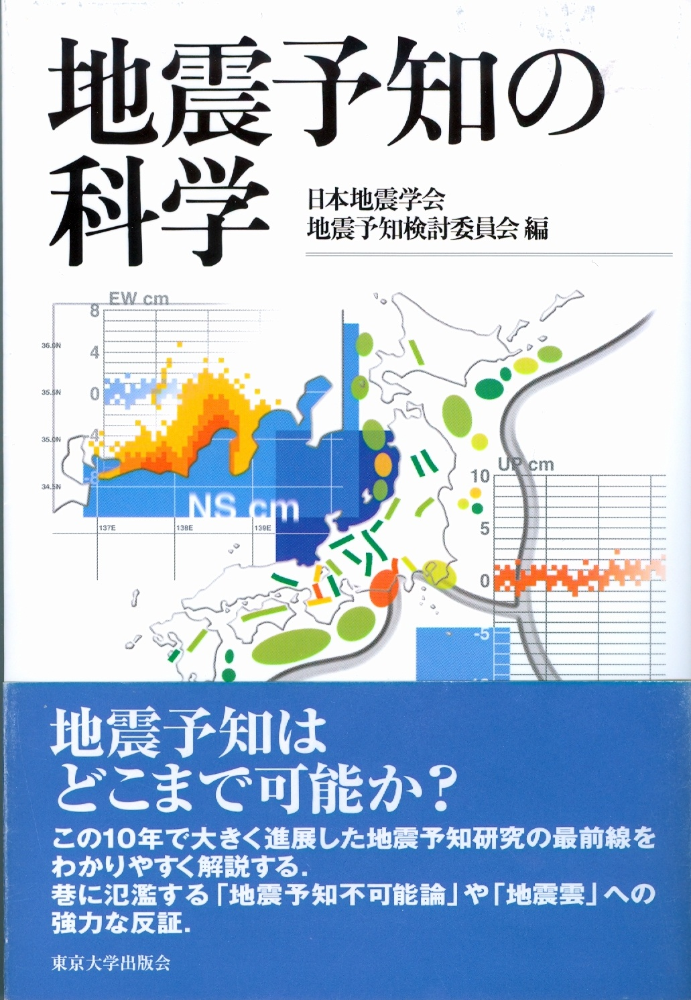 地震予知の
科学
日本地震学会
地震予知検討委員会 編
EW cm
8
4
0
-4
-8
36.0N
35.5N
35.0N
34.5N
NS cm
137E
138E
139E
UP cm
10
5
0
-5
地震予知は
どこまで可能か?
この10年で大きく進展した地震予知研究の最前線を
わかりやすく解説する.
巷に氾濫する「地震予知不可能論」や「地震雲」への
強力な反証.
東京大学出版会